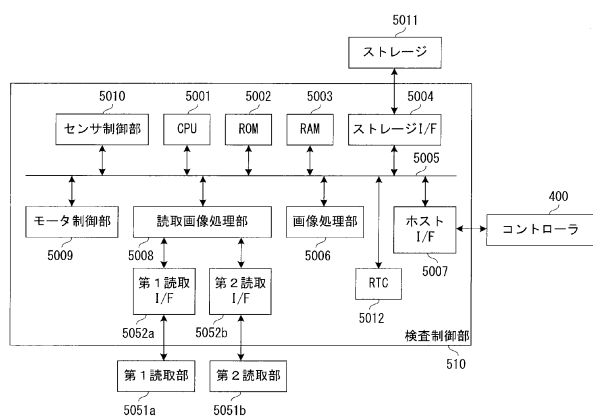 5011
ストレージ
5010
5001
5002
5003
5004
センサ制御部
CPU
ROM
RAM
ストレージI/F
5005
400
モータ制御部
読取画像処理部
画像処理部
ホスト
I/F
コントローラ
5009
5008
5006
5007
第1読取
I/F
第2読取
I/F
RTC
5052a
5052b
5012
検査制御部
510
第1読取部
第2読取部
5051a
5051b